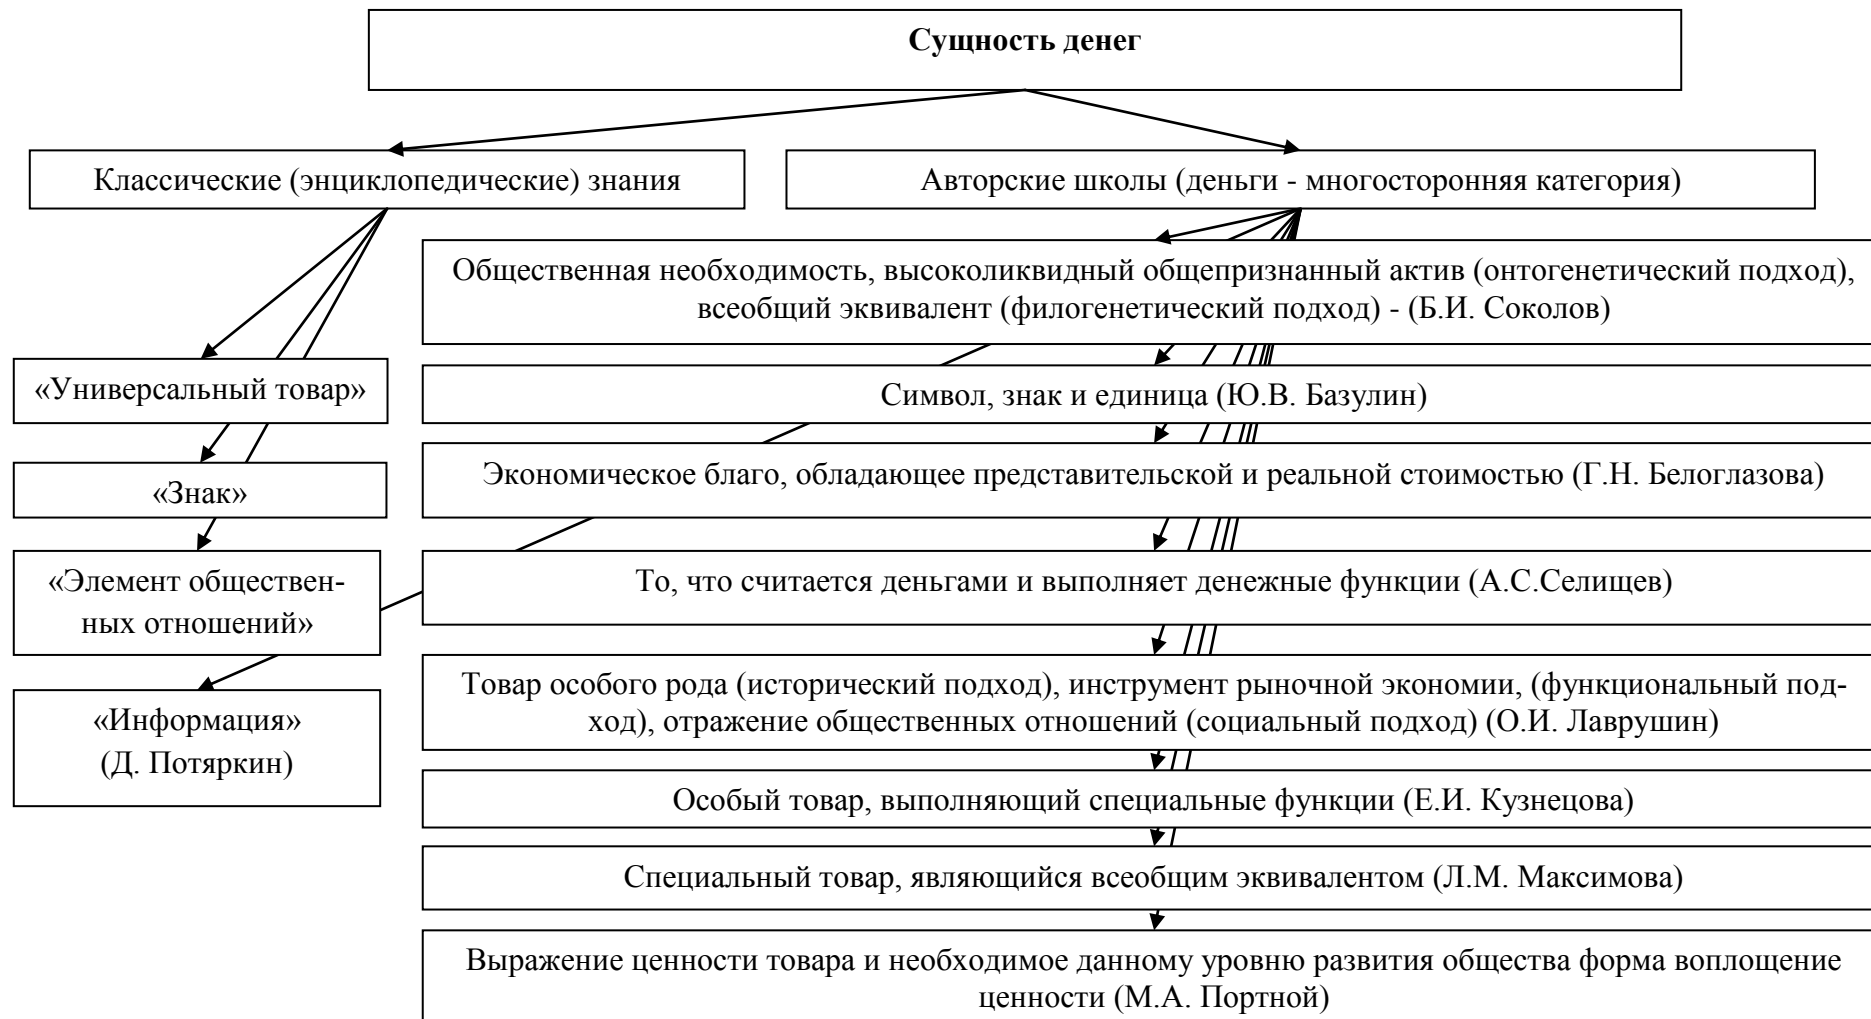 Сущность денег
Классические (энциклопедические) знания
Авторские школы (деньги - многосторонняя категория)
«Универсальный товар»
«Знак»
«Элемент обществен-
ных отношений»
«Информация»
(Д. Потяркин)
Общественная необходимость, высоколиквидный общепризнанный актив (онтогенетический подход),
всеобщий эквивалент (филогенетический подход) - (Б.И. Соколов)
Символ, знак и единица (Ю.В. Базулин)
Экономическое благо, обладающее представительской и реальной стоимостью (Г.Н. Белоглазова)
То, что считается деньгами и выполняет денежные функции (А.С.Селищев)
Товар особого рода (исторический подход), инструмент рыночной экономии, (функциональный под-
ход), отражение общественных отношений (социальный подход) (О.И. Лаврушин)
Особый товар, выполняющий специальные функции (Е.И. Кузнецова)
Специальный товар, являющийся всеобщим эквивалентом (Л.М. Максимова)
Выражение ценности товара и необходимое данному уровню развития общества форма воплощение
ценности (М.А. Портной)